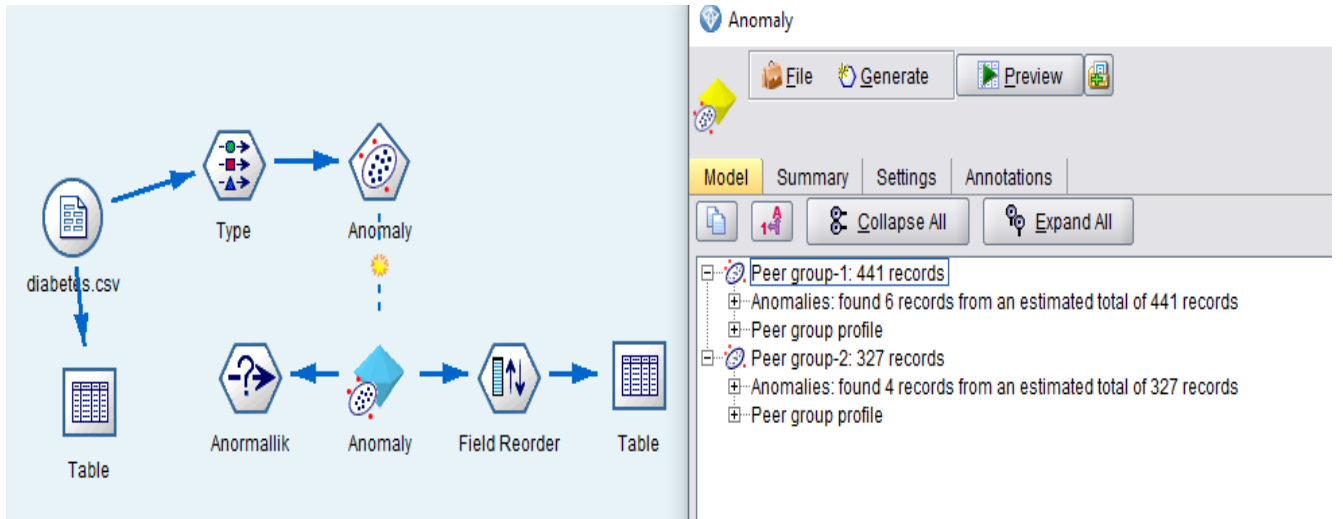 Type
Anomaly
diabetes.csv
Table
Anormallik
Anomaly
Field Reorder
Table
Anomaly
File
Generate
Preview
Model
Summary
Settings
Annotations
A
1
Collapse All
Expand All
Peer group-1: 441 records
Anomalies: found 6 records from an estimated total of 441 records
Peer group profile
Peer group-2: 327 records
Anomalies: found 4 records from an estimated total of 327 records
Peer group profile